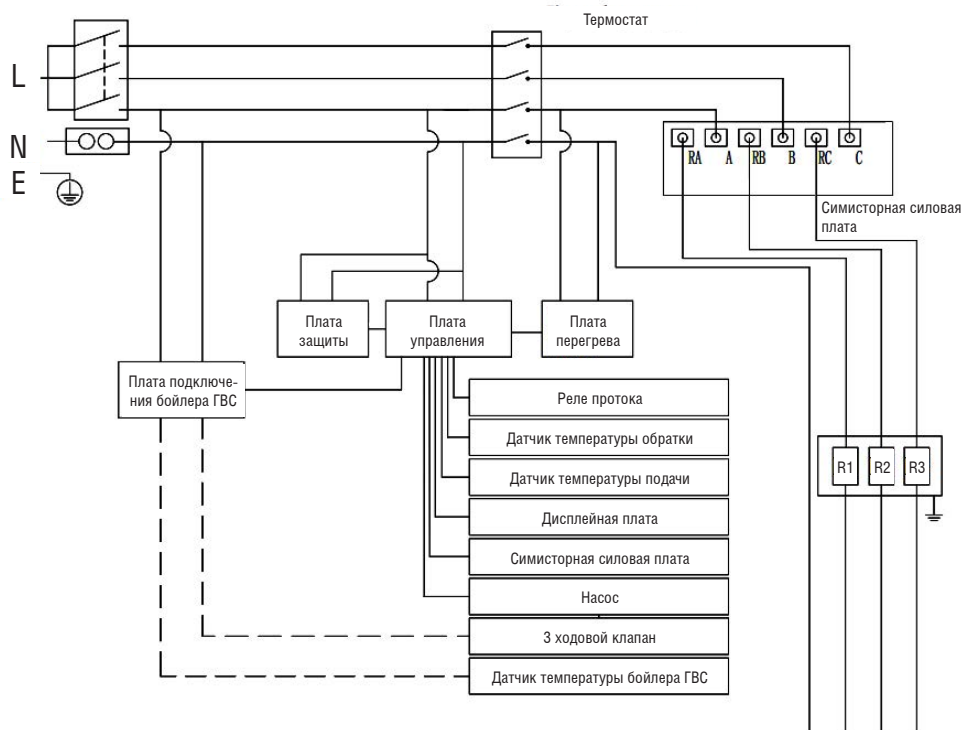 Термостат
L
N
E
RA A RB B RC C
Симисторная силовая
плата
Плата
защиты
Плата
управления
Плата
перегрева
Плата подключе-
ния бойлера ГВС
Реле протока
Датчик температуры обратки
Датчик температуры подачи
Дисплейная плата
Симисторная силовая плата
Насос
3 ходовой клапан
Датчик температуры бойлера ГВС
R1 R2 R3